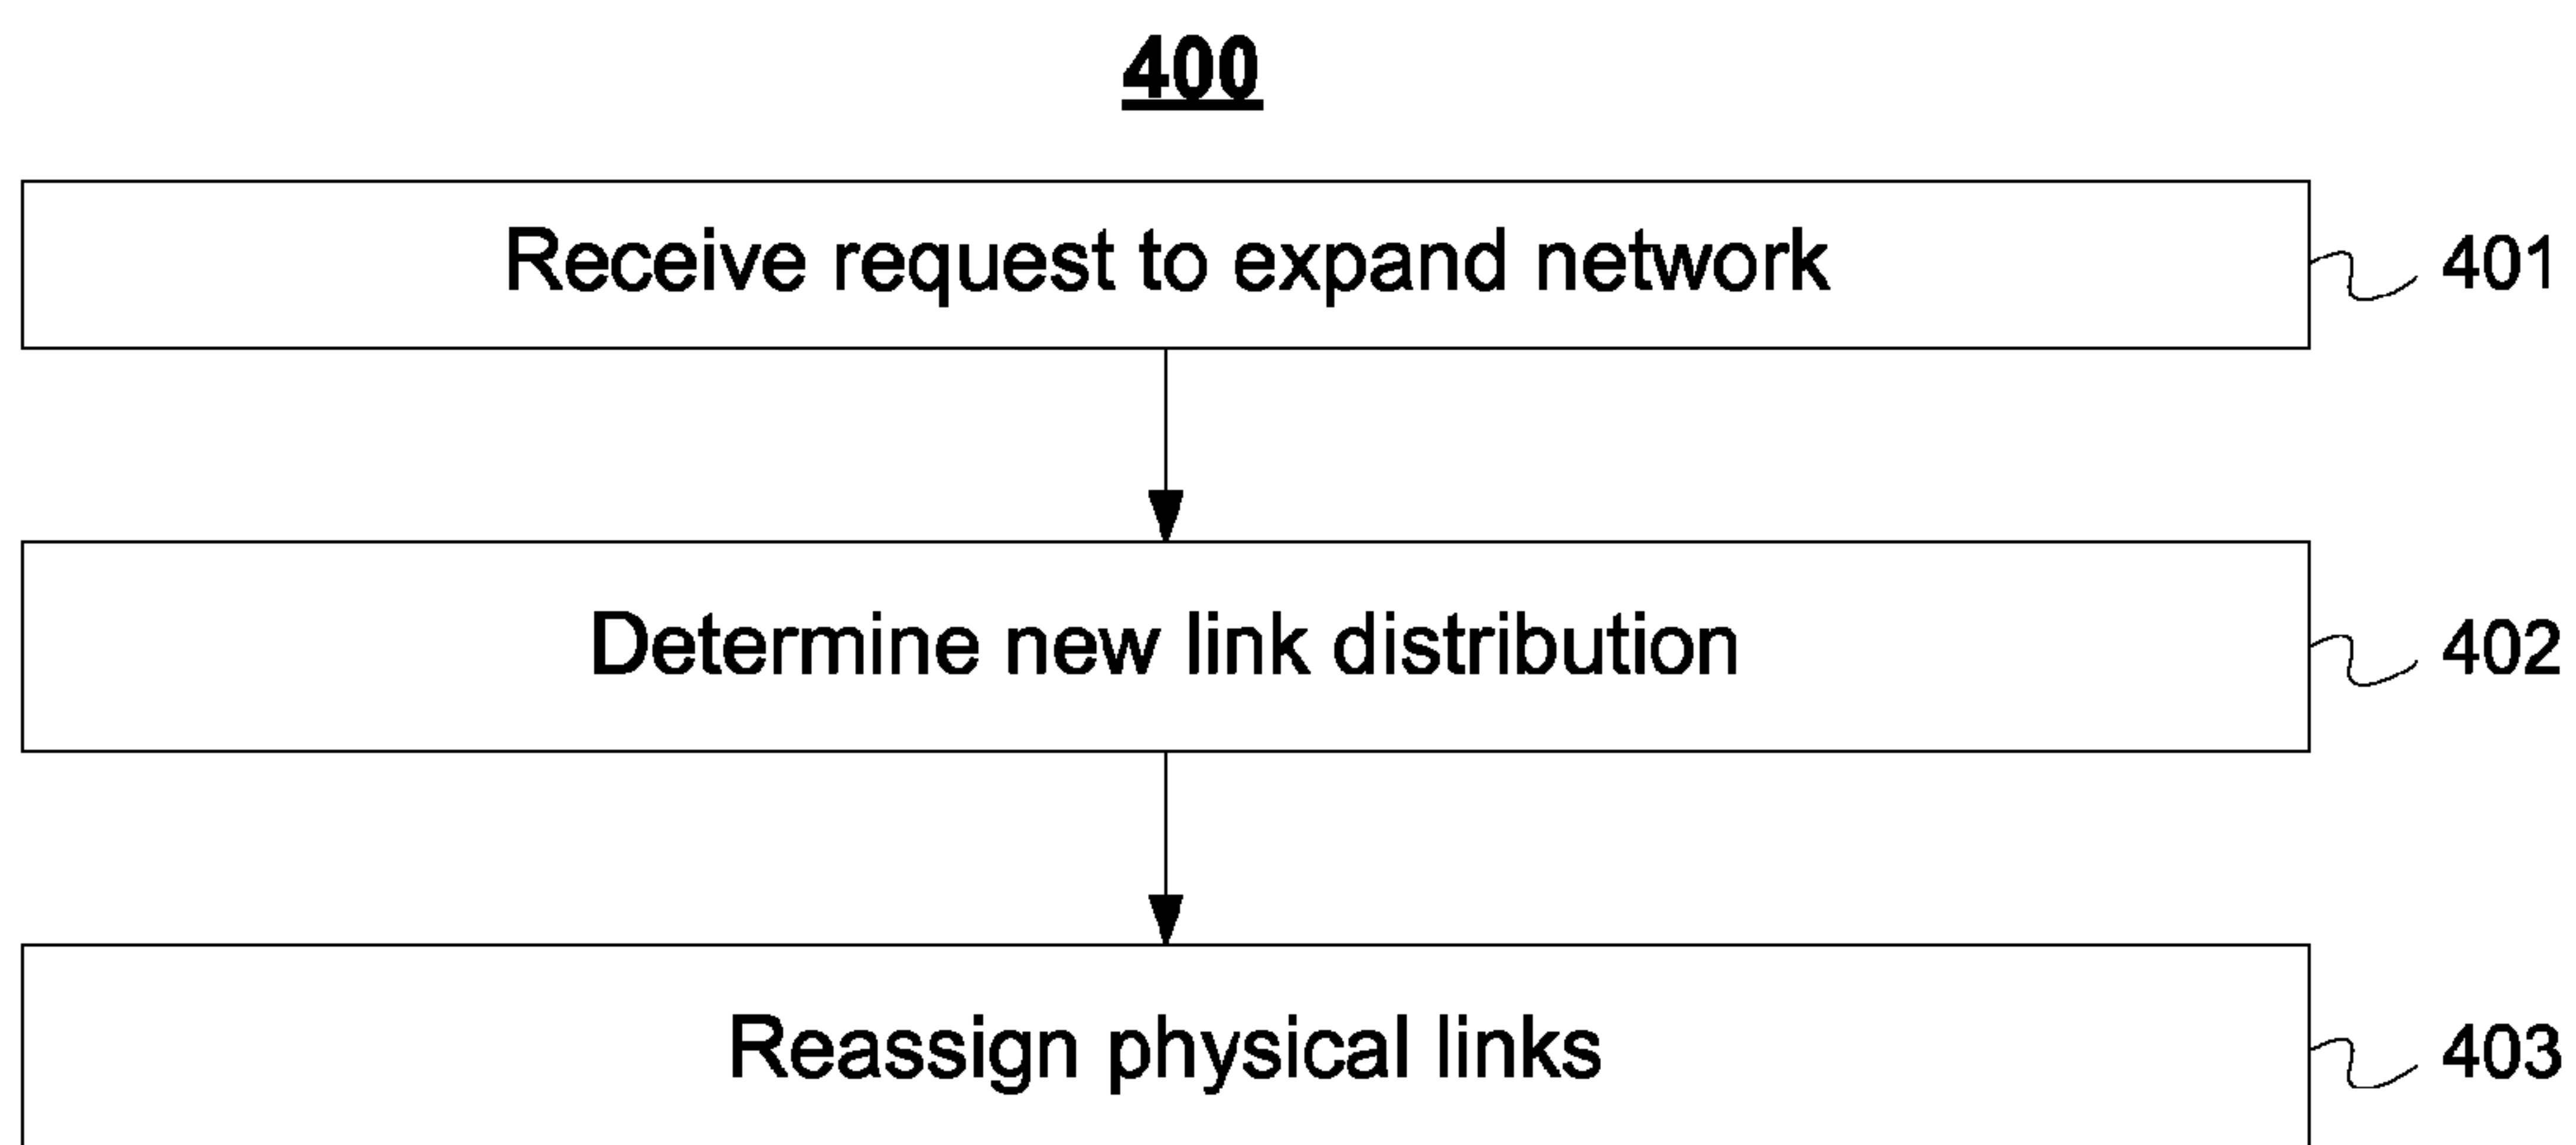 400
Receive request to expand network
401
Determine new link distribution
402
Reassign physical links
403